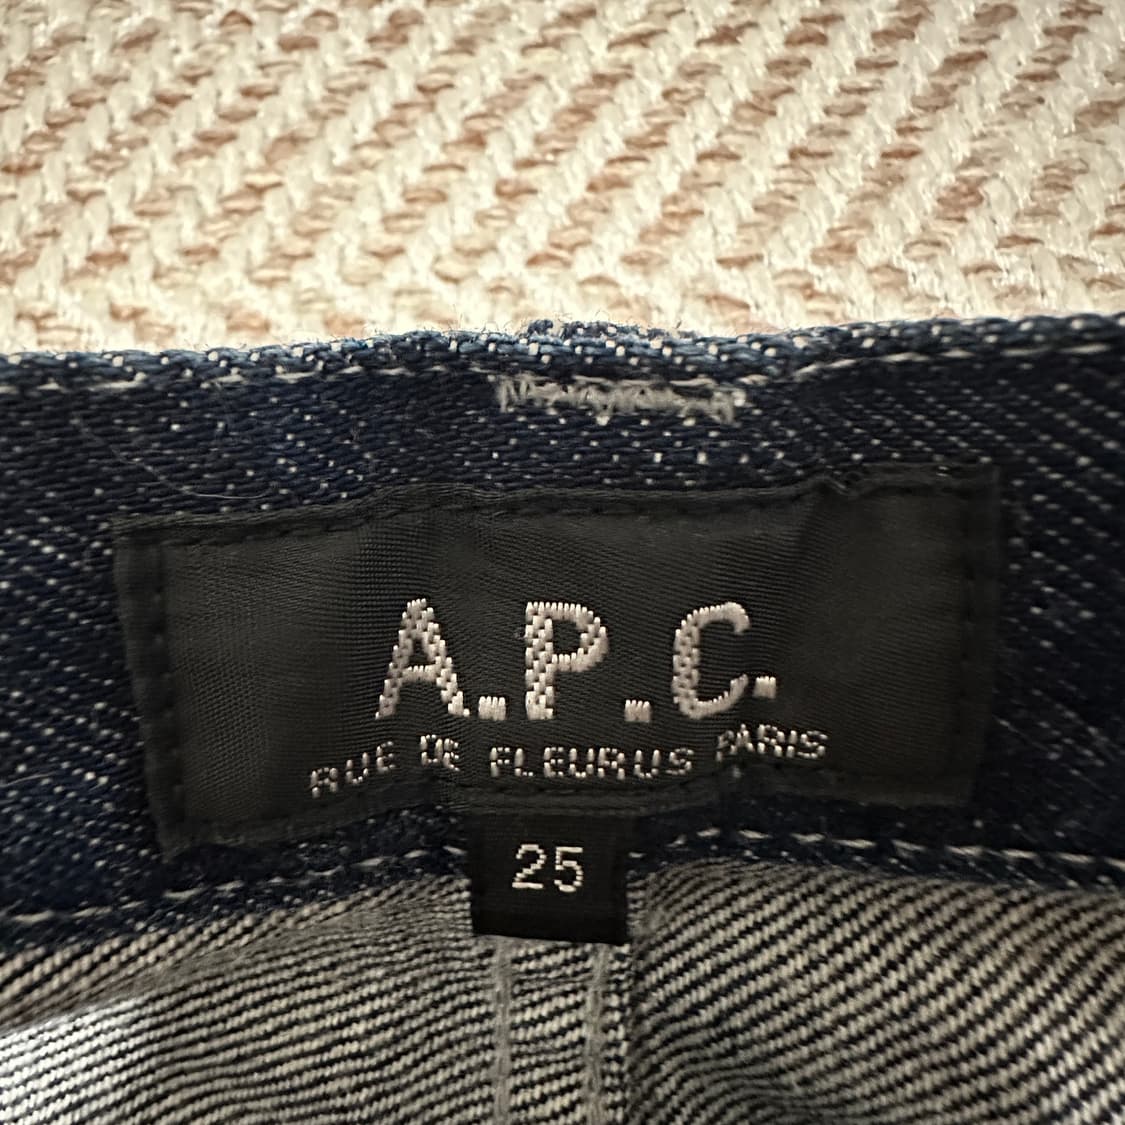 A.P.C.
RUE DE FLEURUS PARIS
25